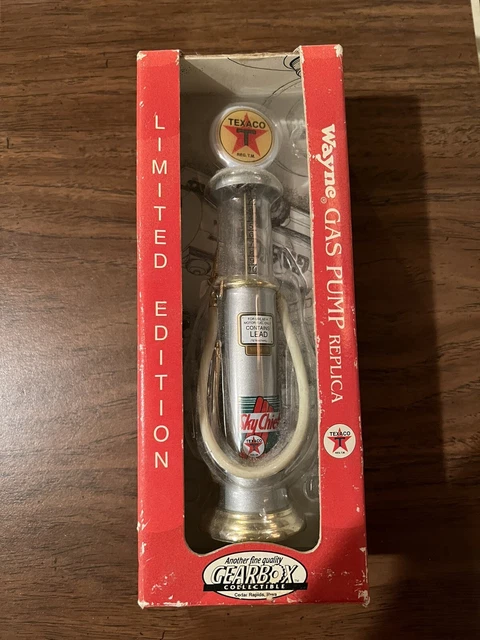 LIMITED EDITION
TEXACO
T
REG. T.M.
Wayne® GAS PUMP REPLICA
CONTAINS
LEAD
Sky Chief
TEXACO
TEXACO
Another fine quality
GEARBOX
COLLECTIBLE
Cedar Rapids, Iowa